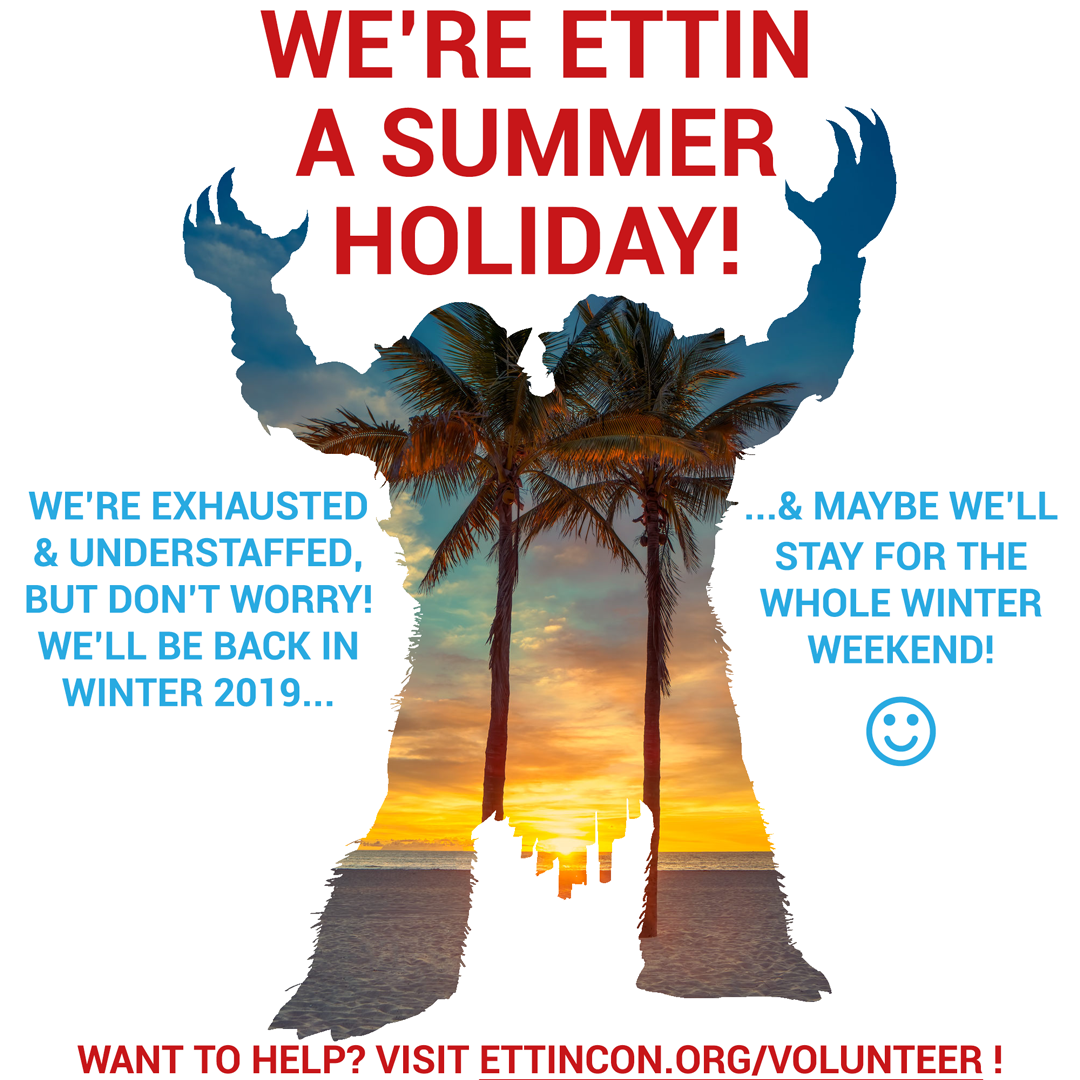 WE'RE ETTIN
A SUMMER
HOLIDAY!
WE'RE EXHAUSTED
& UNDERSTAFFED,
BUT DON'T WORRY!
WE'LL BE BACK IN
WINTER 2019...
...& MAYBE WE'LL
STAY FOR THE
WHOLE WINTER
WEEKEND!
WANT TO HELP? VISIT ETTINCON.ORG/VOLUNTEER !